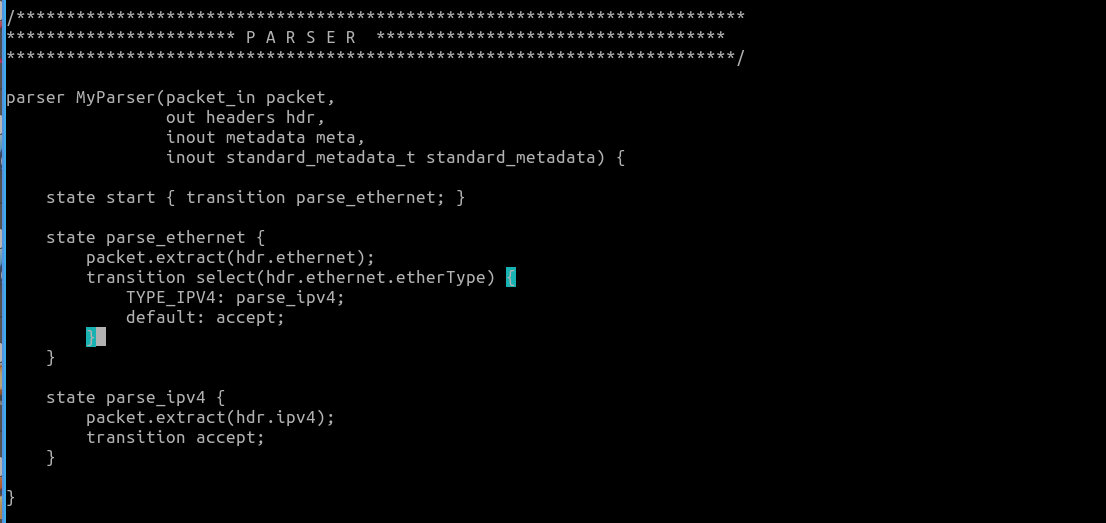 /*************************************************************************
*********************** P A R S E R  ***********************************
*************************************************************************/
parser MyParser(packet_in packet,
                out headers hdr,
                inout metadata meta,
                inout standard_metadata_t standard_metadata) {
    state start { transition parse_ethernet; }
    state parse_ethernet {
        packet.extract(hdr.ethernet);
        transition select(hdr.ethernet.etherType) {
            TYPE_IPV4: parse_ipv4;
            default: accept;
        }
    }
    state parse_ipv4 {
        packet.extract(hdr.ipv4);
        transition accept;
    }
}